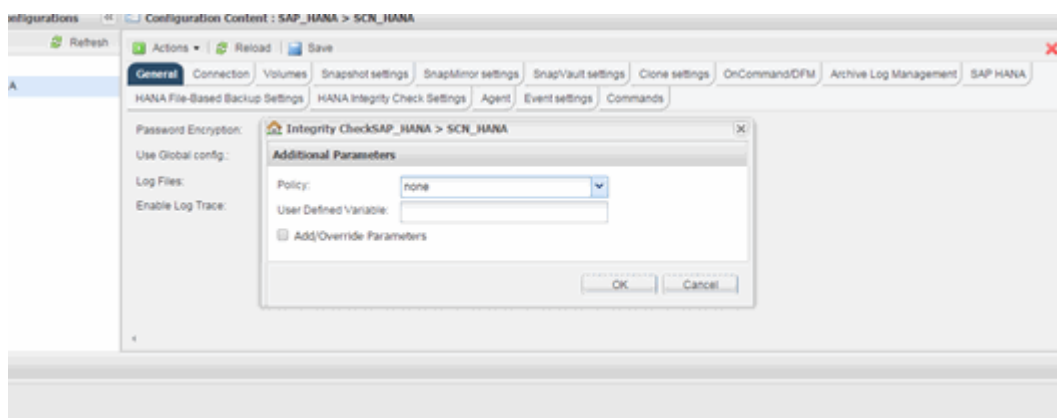 nfigurations « Configuration Content : SAP_HANA > SCN_HANA
Refresh Actions Reload Save
A
General Connection Volumes Snapshot settings SnapMirror settings SnapVault settings Clone settings OnCommand/DFM Archive Log Management SAP HANA
HANA File-Based Backup Settings HANA Integrity Check Settings Agent Event settings Commands
Password Encryption: Integrity CheckSAP_HANA > SCN_HANA
Use Global config.: Additional Parameters
Log Files: Policy: none
Enable Log Trace: User Defined Variable:
Add/Override Parameters
OK Cancel